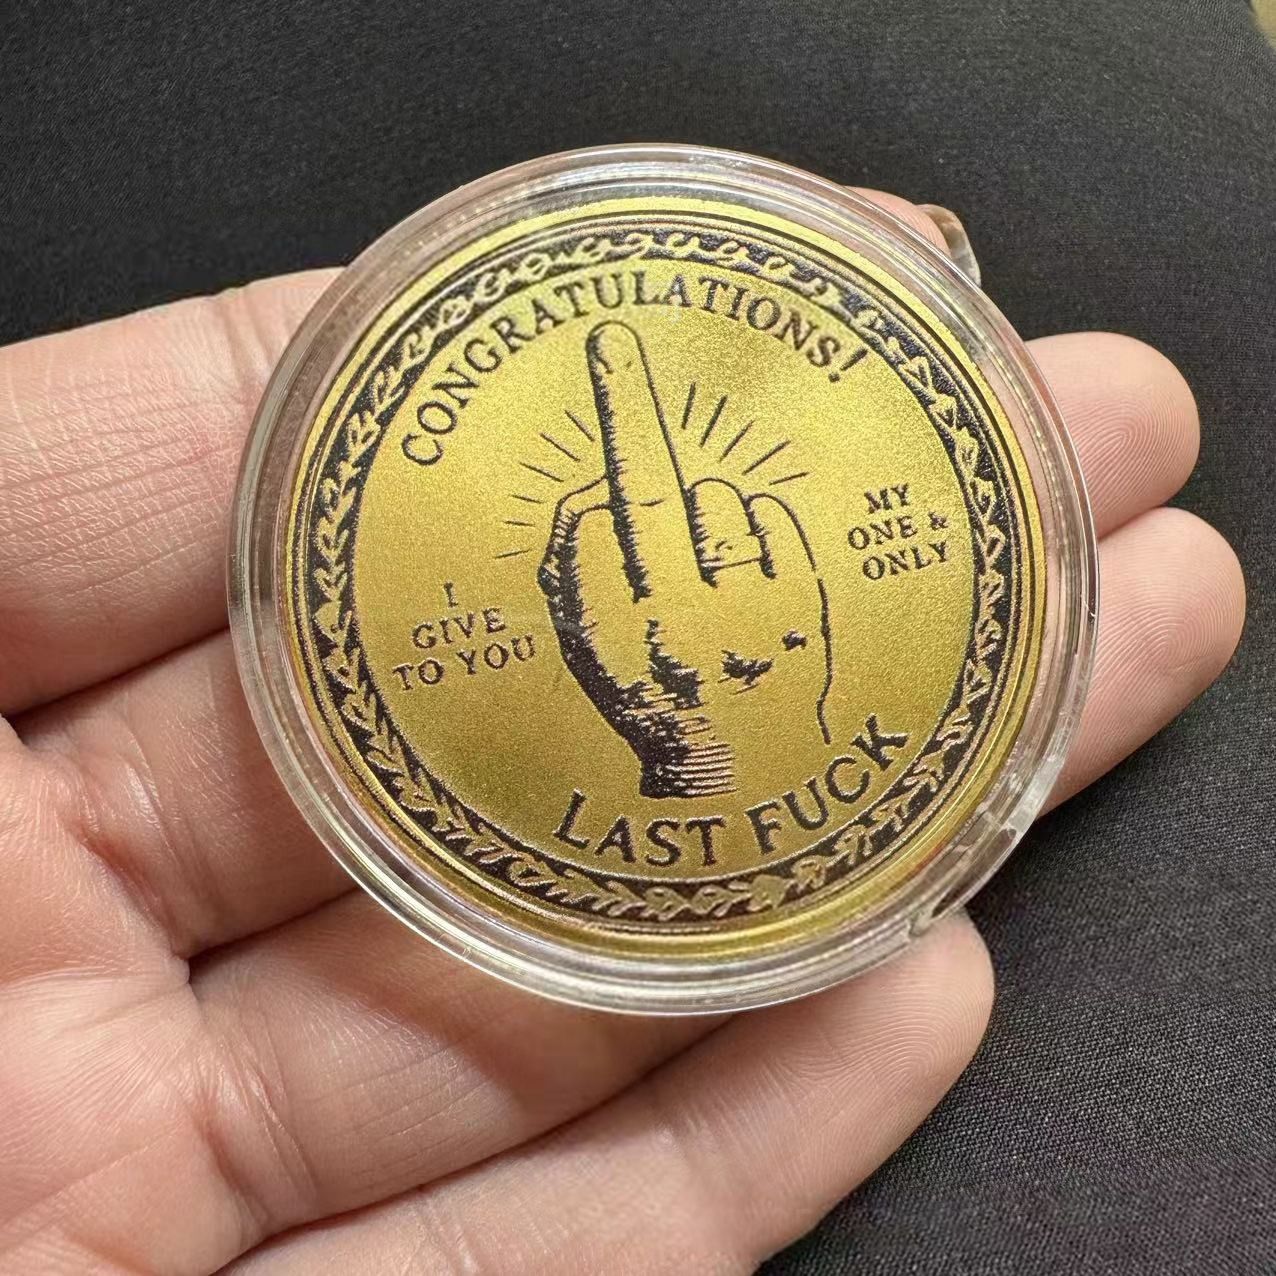 CONGRATULATIONS!
I
GIVE
TO YOU
MY
ONE &
ONLY
LAST FUCK